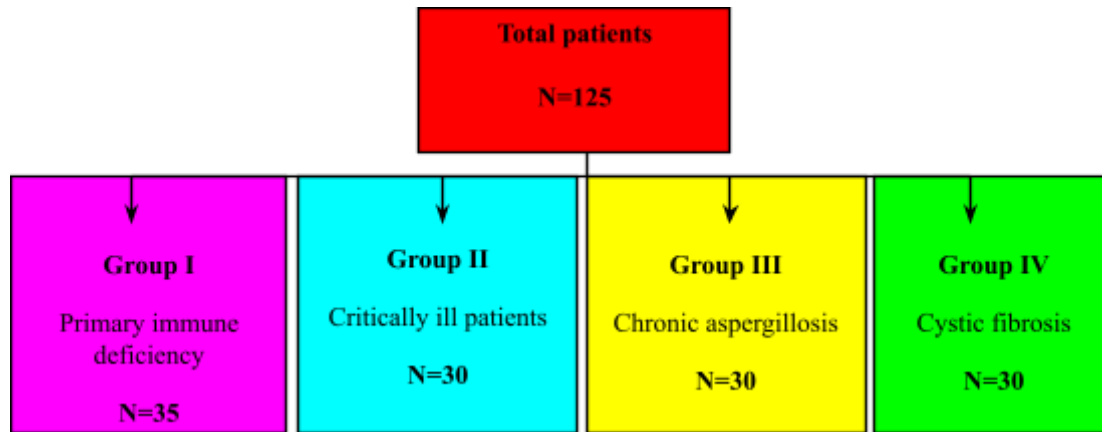 Total patients
N=125
Group I
Primary immune
deficiency
N=35
Group II
Critically ill patients
N=30
Group III
Chronic aspergillosis
N=30
Group IV
Cystic fibrosis
N=30